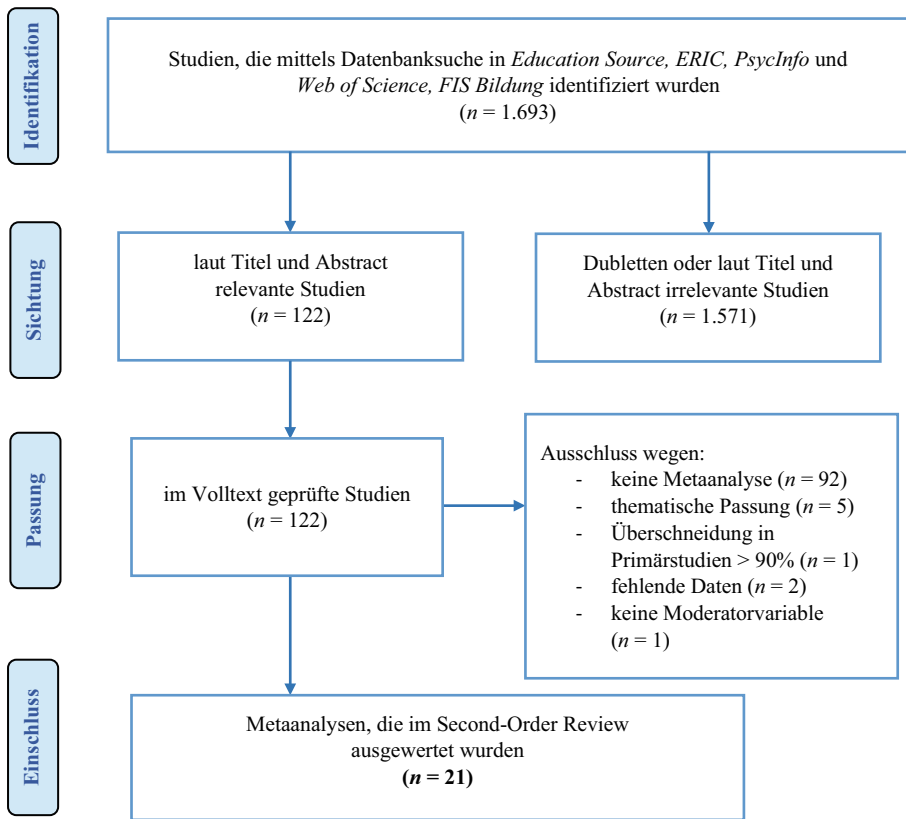 Identifikation
Studien, die mittels Datenbanksuche in Education Source, ERIC, PsycInfo und
Web of Science, FIS Bildung identifiziert wurden
(n = 1.693)
Sichtung
laut Titel und Abstract
relevante Studien
(n = 122)
Dubletten oder laut Titel und
Abstract irrelevante Studien
(n = 1.571)
Passung
im Volltext geprüfte Studien
(n = 122)
Ausschluss wegen:
- keine Metaanalyse (n = 92)
- thematische Passung (n = 5)
- Überschneidung in
Primärstudien > 90% (n = 1)
- fehlende Daten (n = 2)
- keine Moderatorvariable
(n = 1)
Einschluss
Metaanalysen, die im Second-Order Review
ausgewertet wurden
(n = 21)